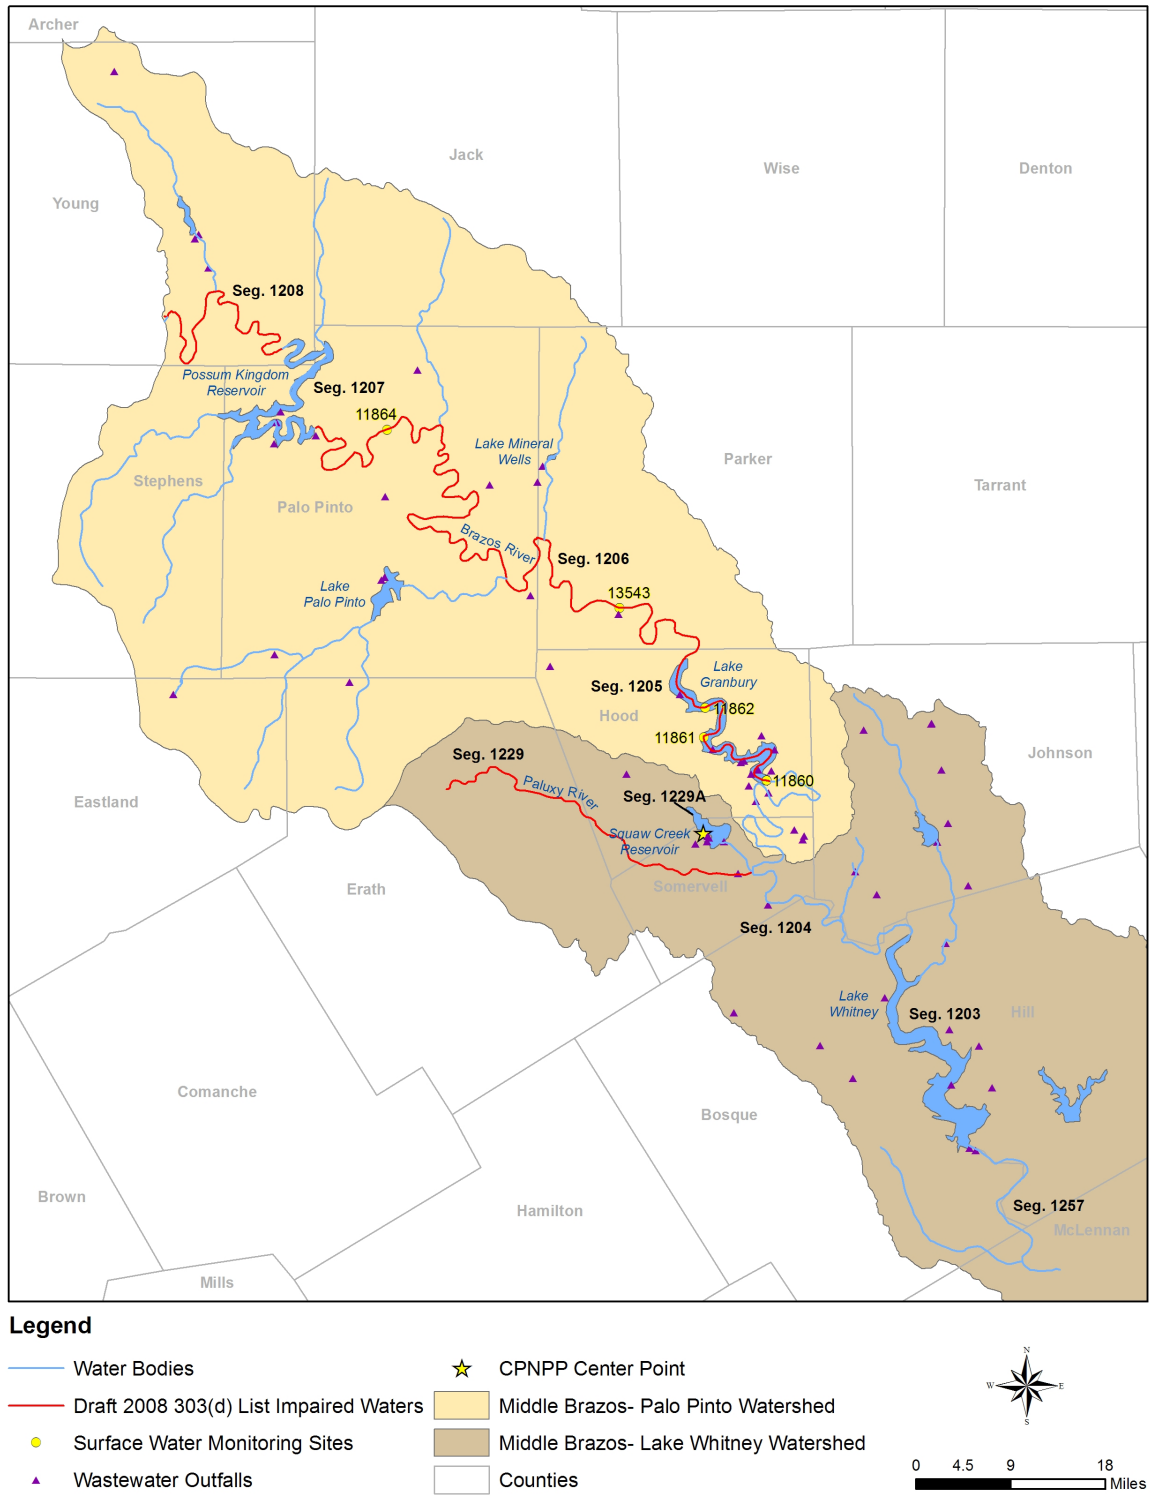 Archer
Jack
Wise
Denton
Young
Seg. 1208
Possum Kingdom
Reservoir
Seg. 1207
11864
Lake Mineral
Wells
Parker
Stephens
Tarrant
Palo Pinto
Brazos River
Seg. 1206
Lake
Palo Pinto
13543
Lake
Granbury
Seg. 1205
11862
Hood
11861
Johnson
Seg. 1229
11860
Paluxy River
Seg. 1229A
Eastland
Squaw Creek
Reservoir
Erath
Somervell
Seg. 1204
Lake
Whitney
Seg. 1203
Hill
Comanche
Bosque
Brown
Hamilton
Seg. 1257
McLennan
Mills
Legend
Water Bodies
Draft 2008 303(d) List Impaired Waters
Surface Water Monitoring Sites
Wastewater Outfalls
CPNPP Center Point
Middle Brazos- Palo Pinto Watershed
Middle Brazos- Lake Whitney Watershed
Counties
N
W E
S
0 4.5 9 18
Miles